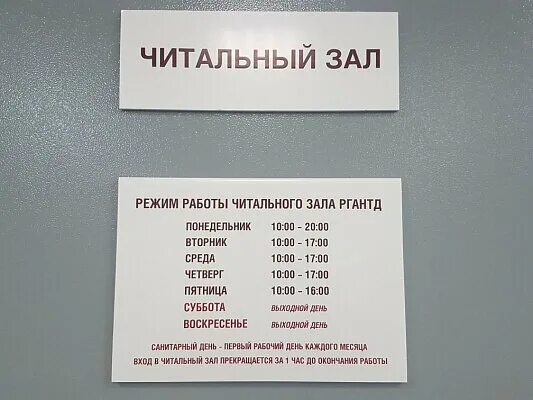 ЧИТАЛЬНЫЙ ЗАЛ
РЕЖИМ РАБОТЫ ЧИТАЛЬНОГО ЗАЛА РГАНТД
ПОНЕДЕЛЬНИК 10:00 - 20:00
ВТОРНИК 10:00 - 17:00
СРЕДА 10:00 - 17:00
ЧЕТВЕРГ 10:00 - 17:00
ПЯТНИЦА 10:00 - 16:00
СУББОТА ВЫХОДНОЙ ДЕНЬ
ВОСКРЕСЕНЬЕ ВЫХОДНОЙ ДЕНЬ
САНИТАРНЫЙ ДЕНЬ - ПЕРВЫЙ РАБОЧИЙ ДЕНЬ КАЖДОГО МЕСЯЦА
ВХОД В ЧИТАЛЬНЫЙ ЗАЛ ПРЕКРАЩАЕТСЯ ЗА 1 ЧАС ДО ОКОНЧАНИЯ РАБОТЫ